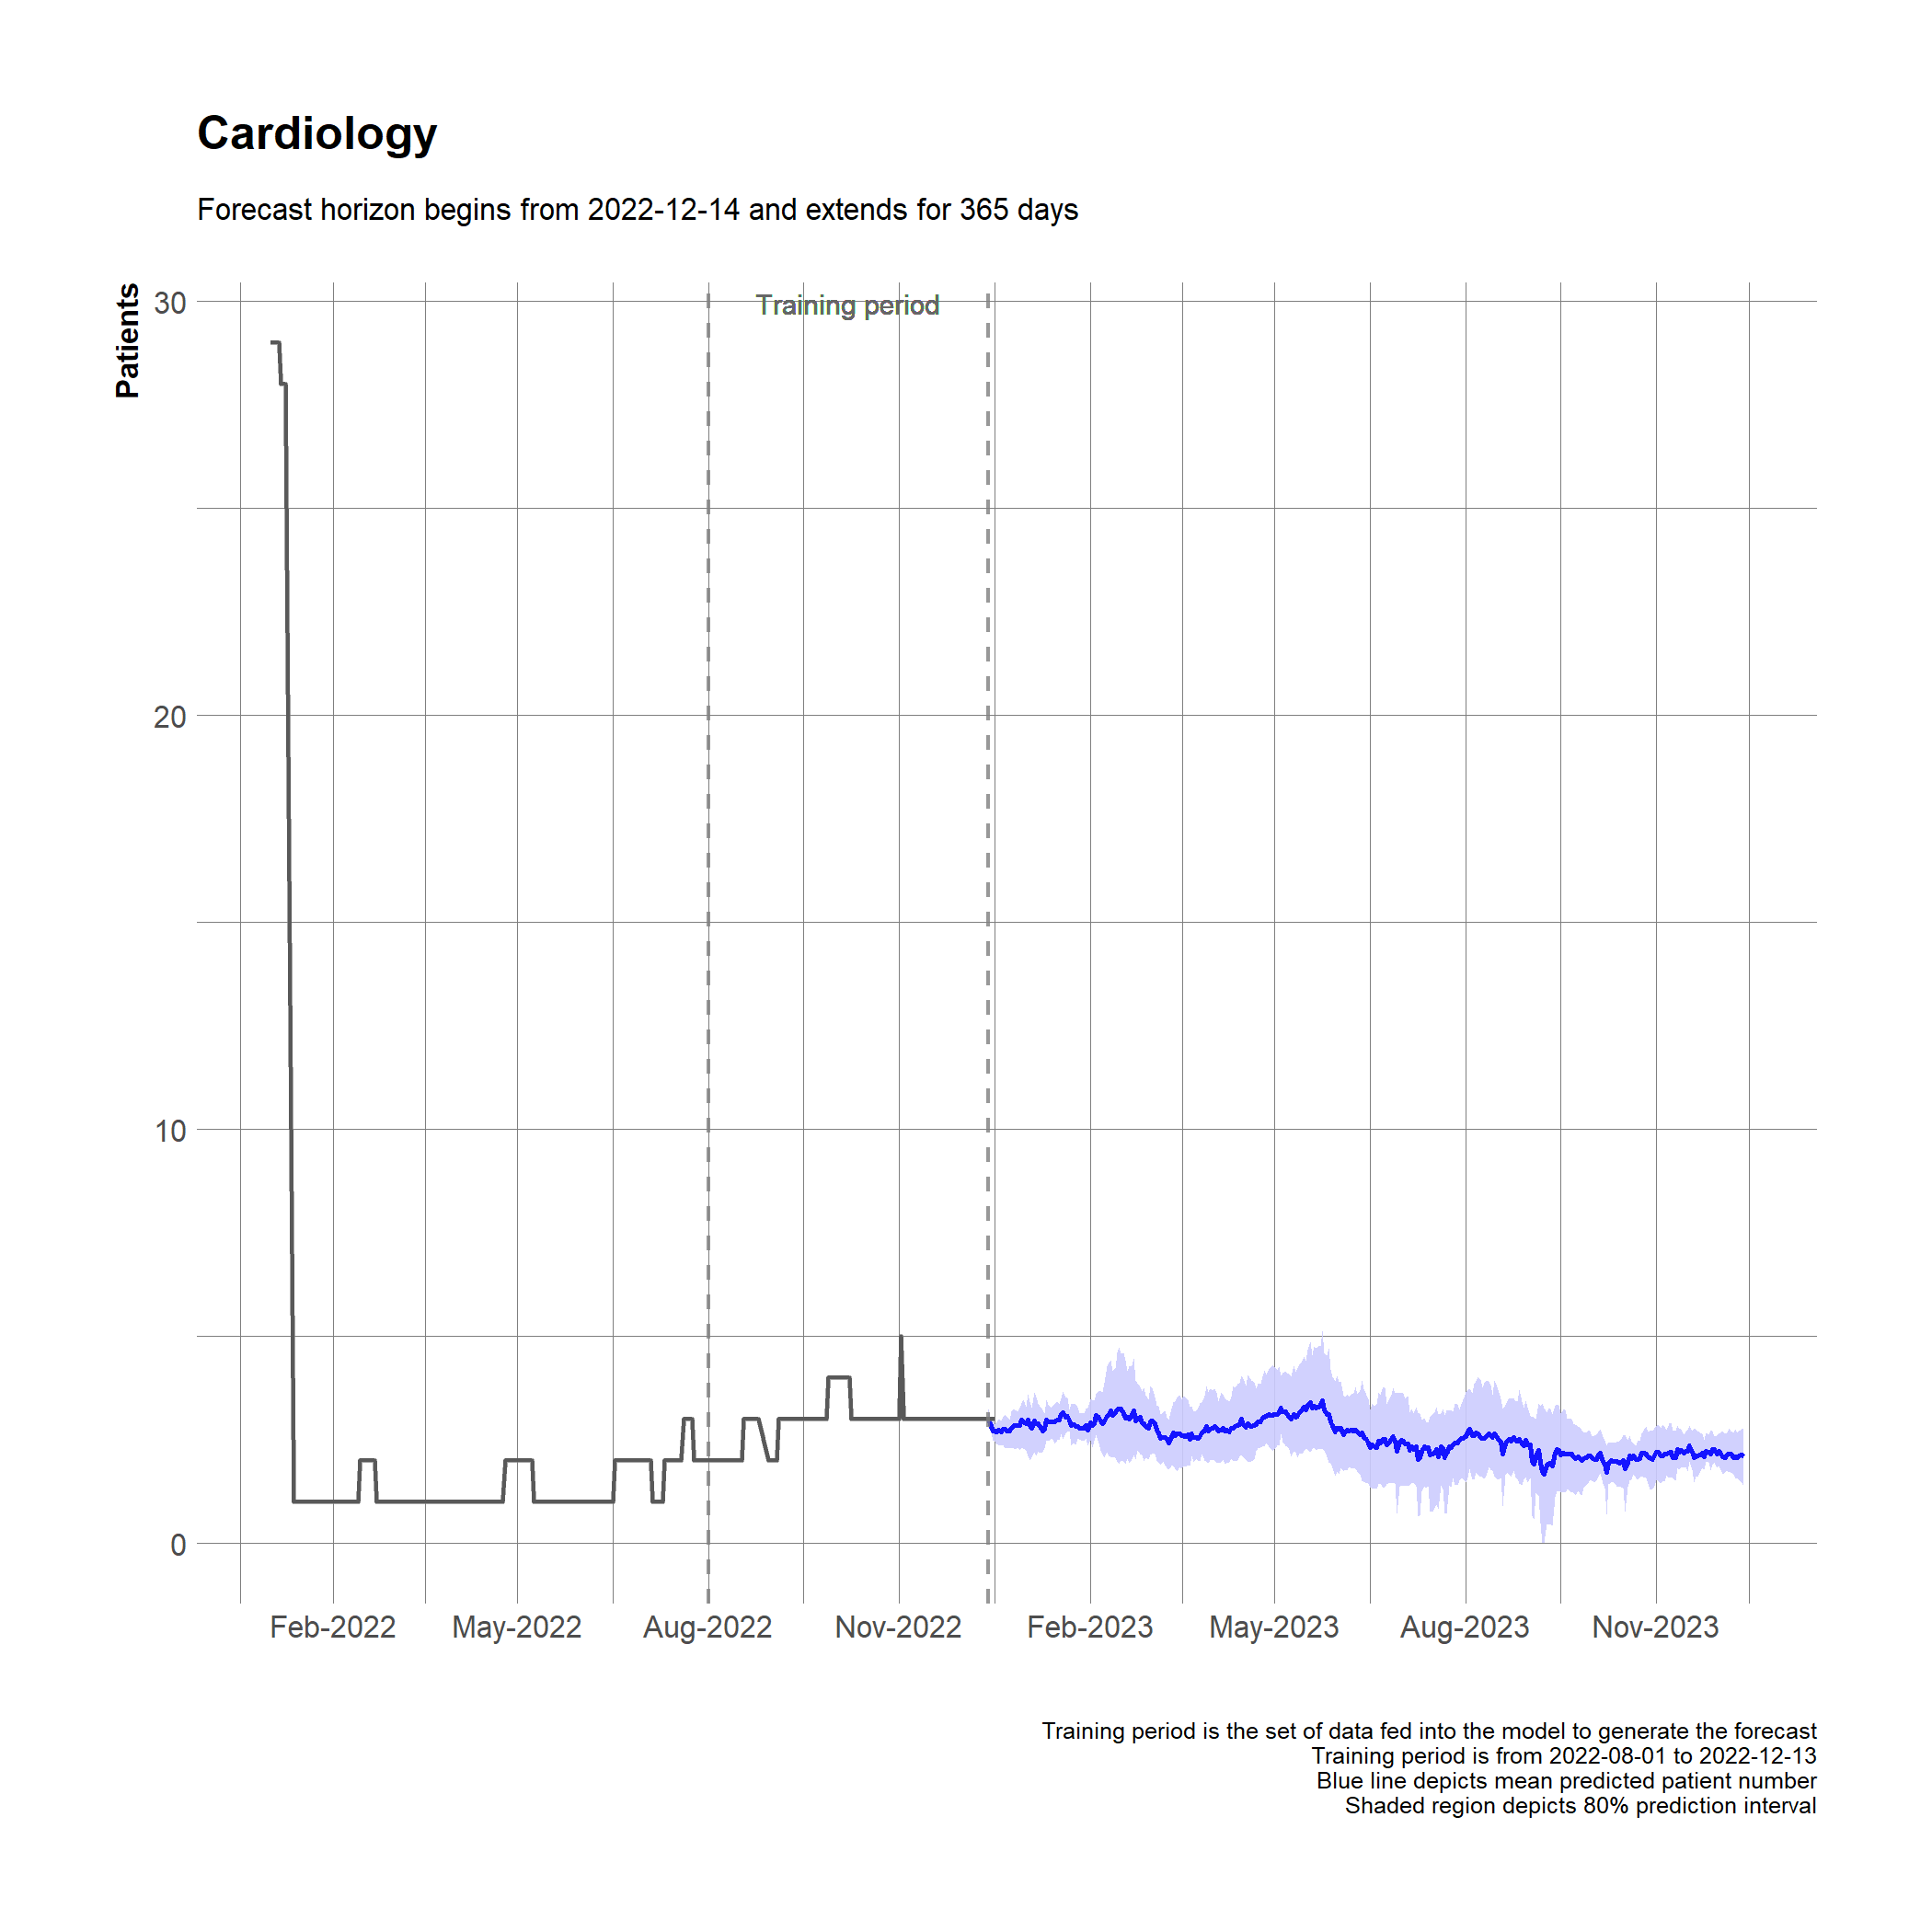 Cardiology
Forecast horizon begins from 2022-12-14 and extends for 365 days
Patients
30
Training period
20
10
0
Feb-2022 May-2022 Aug-2022 Nov-2022 Feb-2023 May-2023 Aug-2023 Nov-2023
Training period is the set of data fed into the model to generate the forecast
Training period is from 2022-08-01 to 2022-12-13
Blue line depicts mean predicted patient number
Shaded region depicts 80% prediction interval